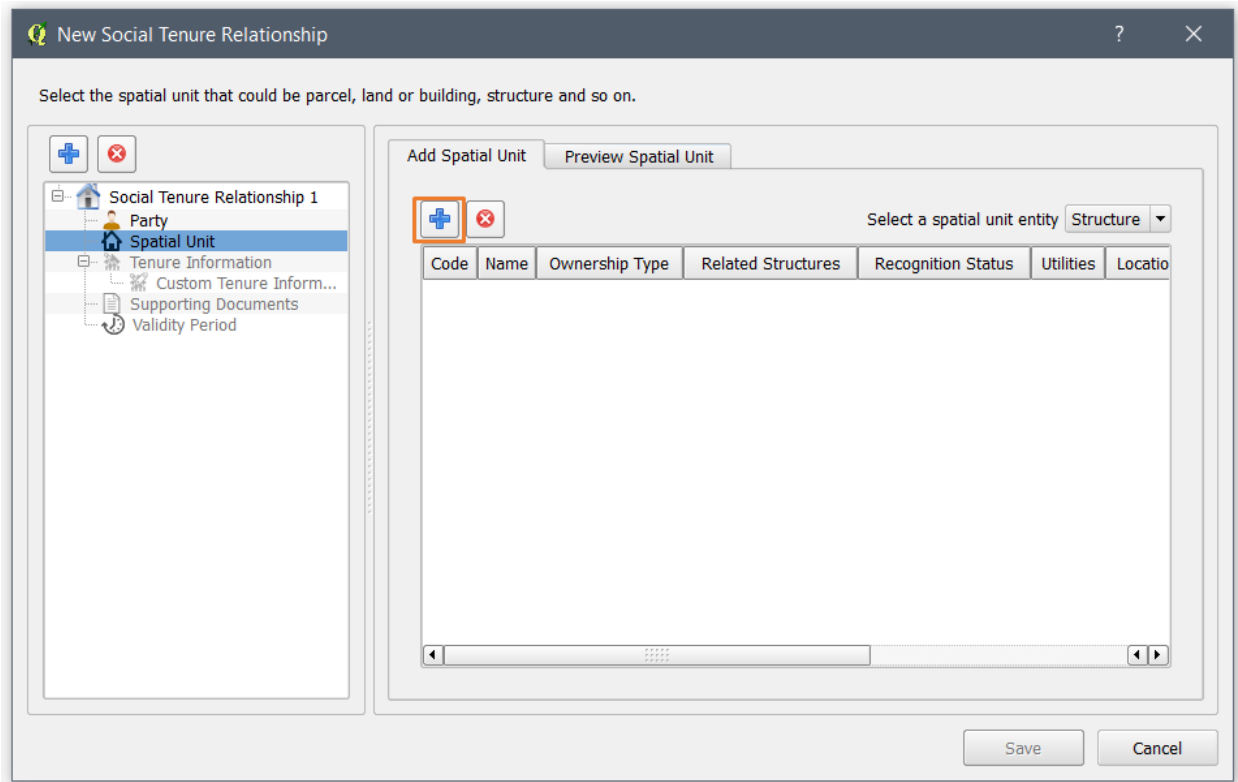 New Social Tenure Relationship
?
Select the spatial unit that could be parcel, land or building, structure and so on.
Social Tenure Relationship 1
Party
Spatial Unit
Tenure Information
Custom Tenure Inform...
Supporting Documents
Validity Period
Add Spatial Unit Preview Spatial Unit
Select a spatial unit entity Structure
Code Name Ownership Type Related Structures Recognition Status Utilities Locatio
Save Cancel